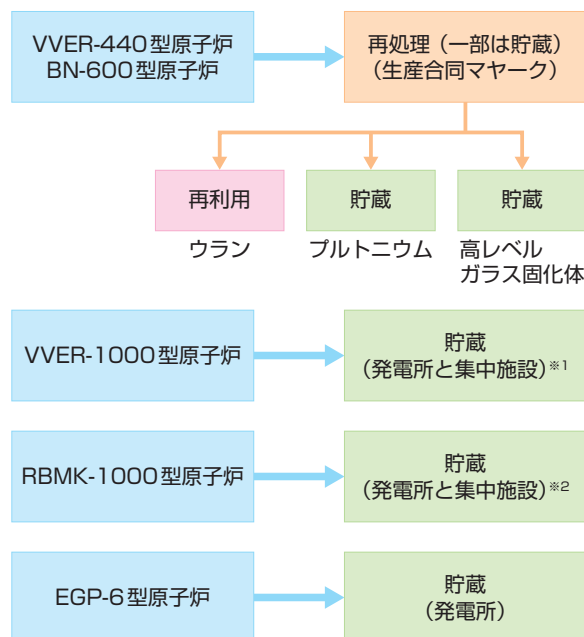 VVER-440型原子炉
BN-600型原子炉
再処理（一部は貯蔵）
（生産合同マヤーク）
再利用
貯蔵
貯蔵
ウラン
プルトニウム
高レベル
ガラス固化体
VVER-1000型原子炉
貯蔵
（発電所と集中施設）※1
RBMK-1000型原子炉
貯蔵
（発電所と集中施設）※2
EGP-6型原子炉
貯蔵
（発電所）